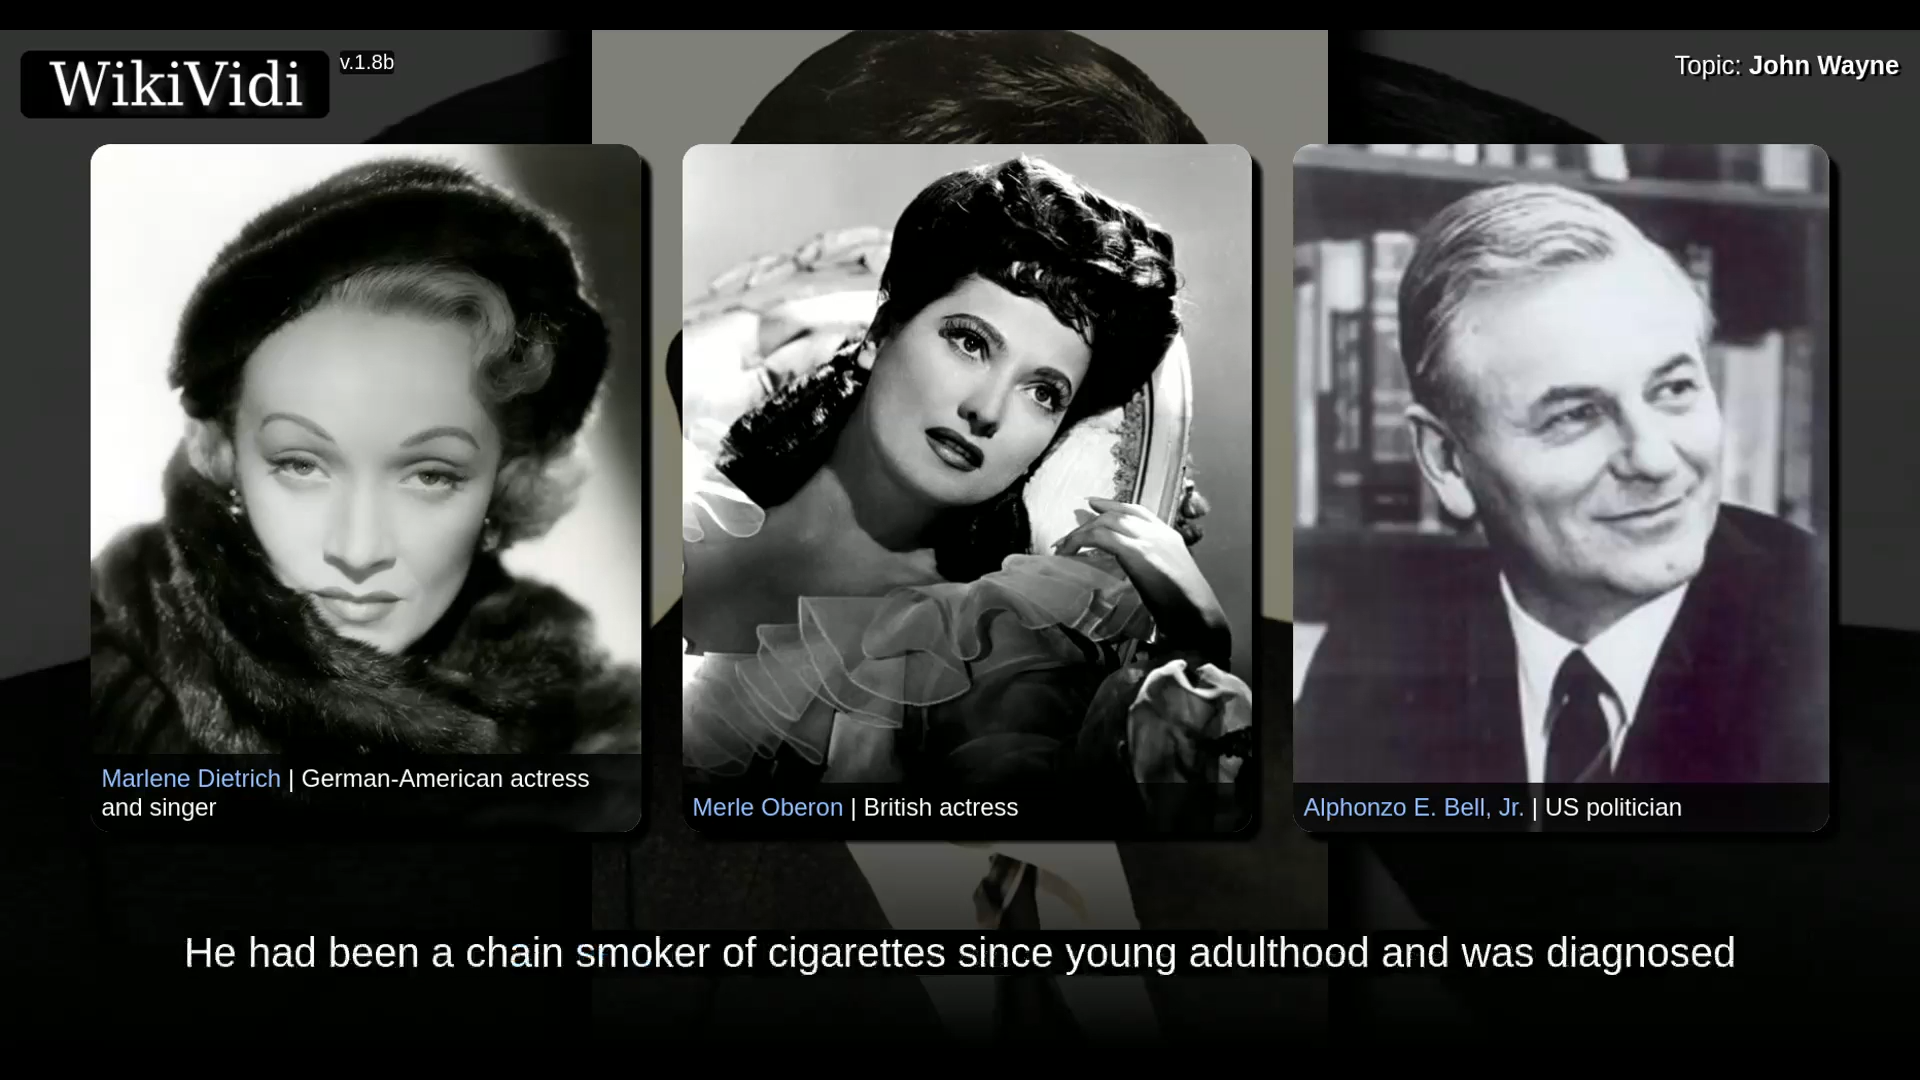 WikiVidi
v.1.8b
Topic: John Wayne
Marlene Dietrich | German-American actress
and singer
Merle Oberon | British actress
Alphonzo E. Bell, Jr. | US politician
He had been a chain smoker of cigarettes since young adulthood and was diagnosed